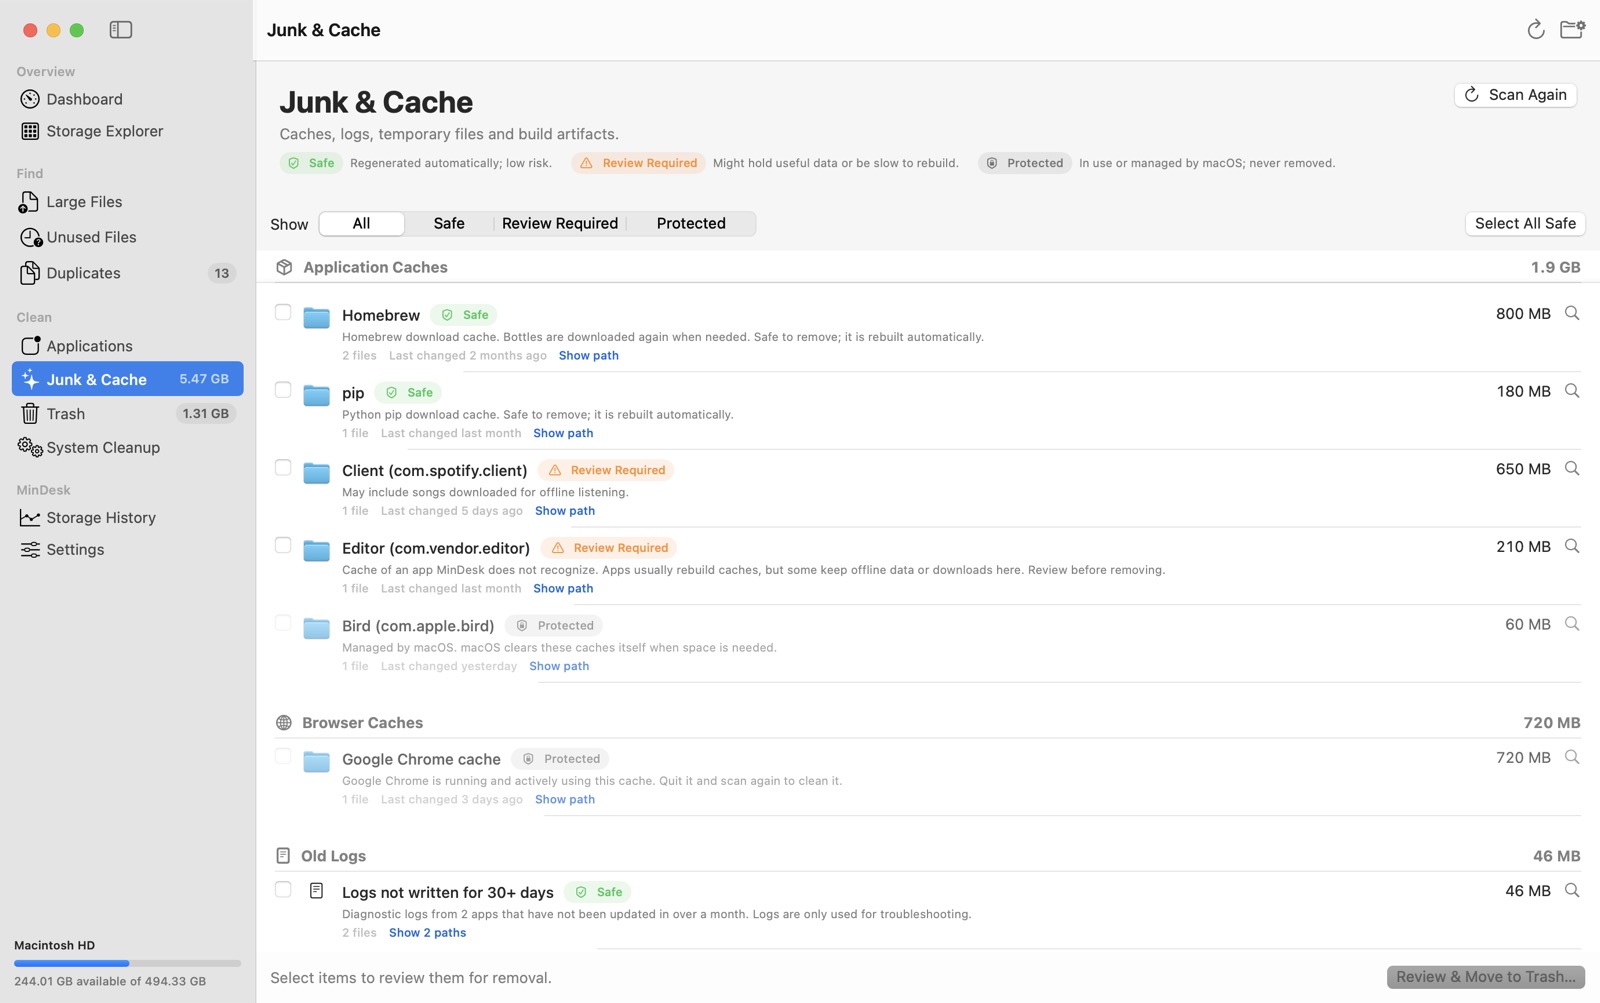 Junk & Cache
Overview
Dashboard
Storage Explorer
Find
Large Files
Unused Files
Duplicates 13
Clean
Applications
Junk & Cache 5.47 GB
Trash 1.31 GB
System Cleanup
MinDesk
Storage History
Settings
Macintosh HD
244.01 GB available of 494.33 GB
Junk & Cache
Scan Again
Caches, logs, temporary files and build artifacts.
Safe Regenerated automatically; low risk. Review Required Might hold useful data or be slow to rebuild. Protected In use or managed by macOS; never removed.
Show All Safe Review Required Protected Select All Safe
Application Caches 1.9 GB
Homebrew Safe 800 MB
Homebrew download cache. Bottles are downloaded again when needed. Safe to remove; it is rebuilt automatically.
2 files Last changed 2 months ago Show path
pip Safe 180 MB
Python pip download cache. Safe to remove; it is rebuilt automatically.
1 file Last changed last month Show path
Client (com.spotify.client) Review Required 650 MB
May include songs downloaded for offline listening.
1 file Last changed 5 days ago Show path
Editor (com.vendor.editor) Review Required 210 MB
Cache of an app MinDesk does not recognize. Apps usually rebuild caches, but some keep offline data or downloads here. Review before removing.
1 file Last changed last month Show path
Bird (com.apple.bird) Protected 60 MB
Managed by macOS. macOS clears these caches itself when space is needed.
1 file Last changed yesterday Show path
Browser Caches 720 MB
Google Chrome cache Protected 720 MB
Google Chrome is running and actively using this cache. Quit it and scan again to clean it.
1 file Last changed 3 days ago Show path
Old Logs 46 MB
Logs not written for 30+ days Safe 46 MB
Diagnostic logs from 2 apps that have not been updated in over a month. Logs are only used for troubleshooting.
2 files Show 2 paths
Select items to review them for removal. Review & Move to Trash...